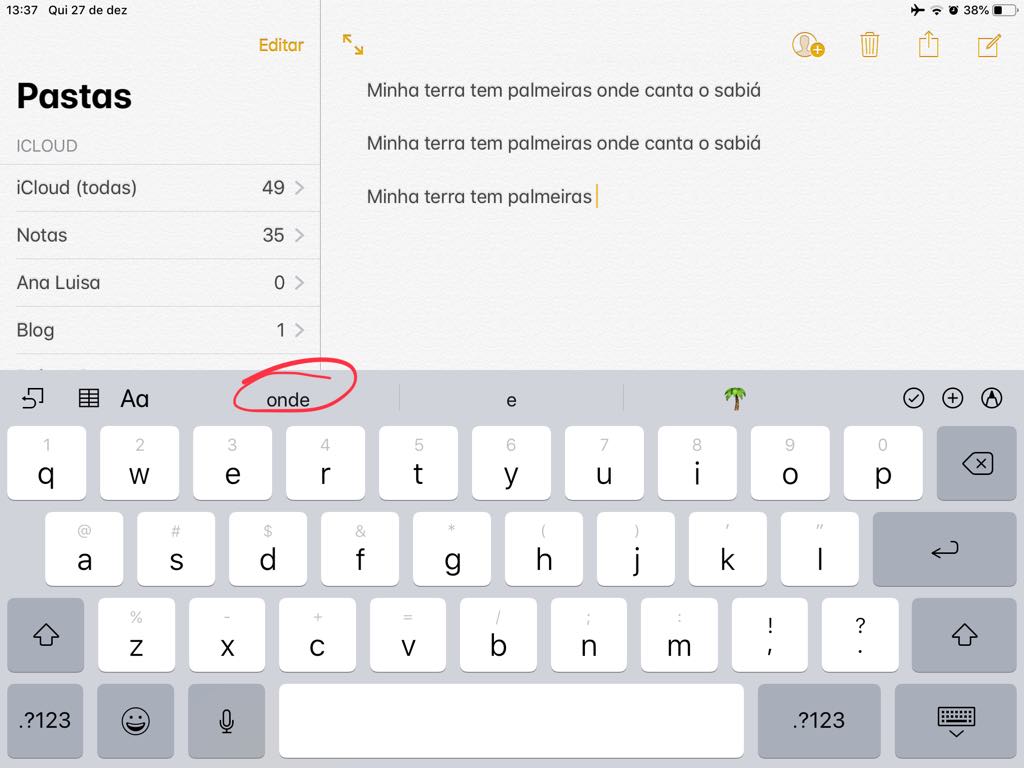 13:37 Qui 27 de dez 38%
Editar
Pastas
ICLOUD
iCloud (todas) 49
Notas 35
Ana Luisa 0
Blog 1
Minha terra tem palmeiras onde canta o sabiá
Minha terra tem palmeiras onde canta o sabiá
Minha terra tem palmeiras
Aa onde e
1 2 3 4 5 6 7 8 9 0
q w e r t y u i o p
@ # $ & * ( ) ' "
a s d f g h j k l
% - + = / ; : ! ?
z x c v b n m , .
.?123 .?123